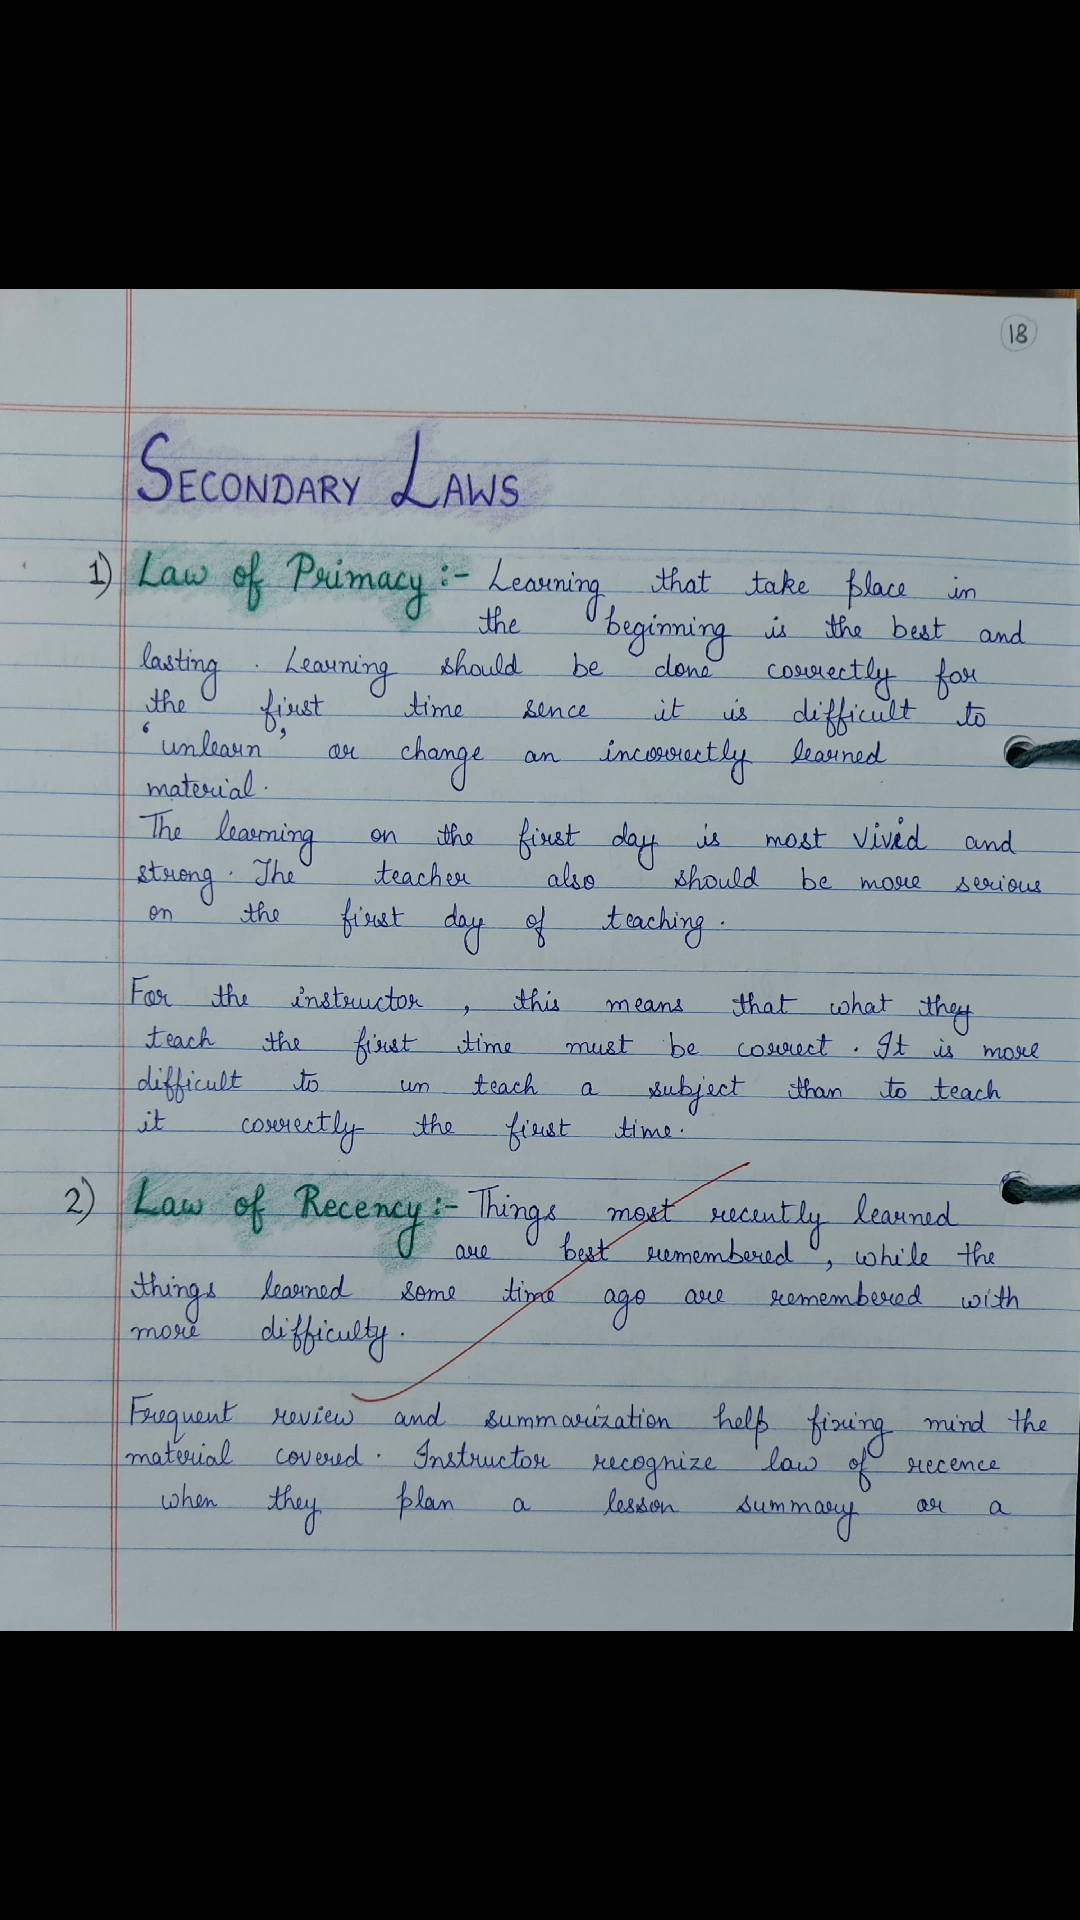 18
SECONDARY LAWS
1) Law of Primacy :- Learning that take place in
the beginning is the best and
lasting . Learning should be done correctly for
the first time sence it is difficult to
'unlearn' or change an incorrectly learned
material.
The learning on the first day is most vivid and
strong. The teacher also should be more serious
on the first day of teaching.
For the instructor , this means that what they
teach the first time must be correct . It is more
difficult to un teach a subject than to teach
it correctly the first time.
2) Law of Recency :- Things most recently learned
are best remembered , while the
things learned some time ago are remembered with
more difficulty.
Frequent review and summarization help fixing mind the
material covered. Instructor recognize law of recence
when they plan a lesson summary or a